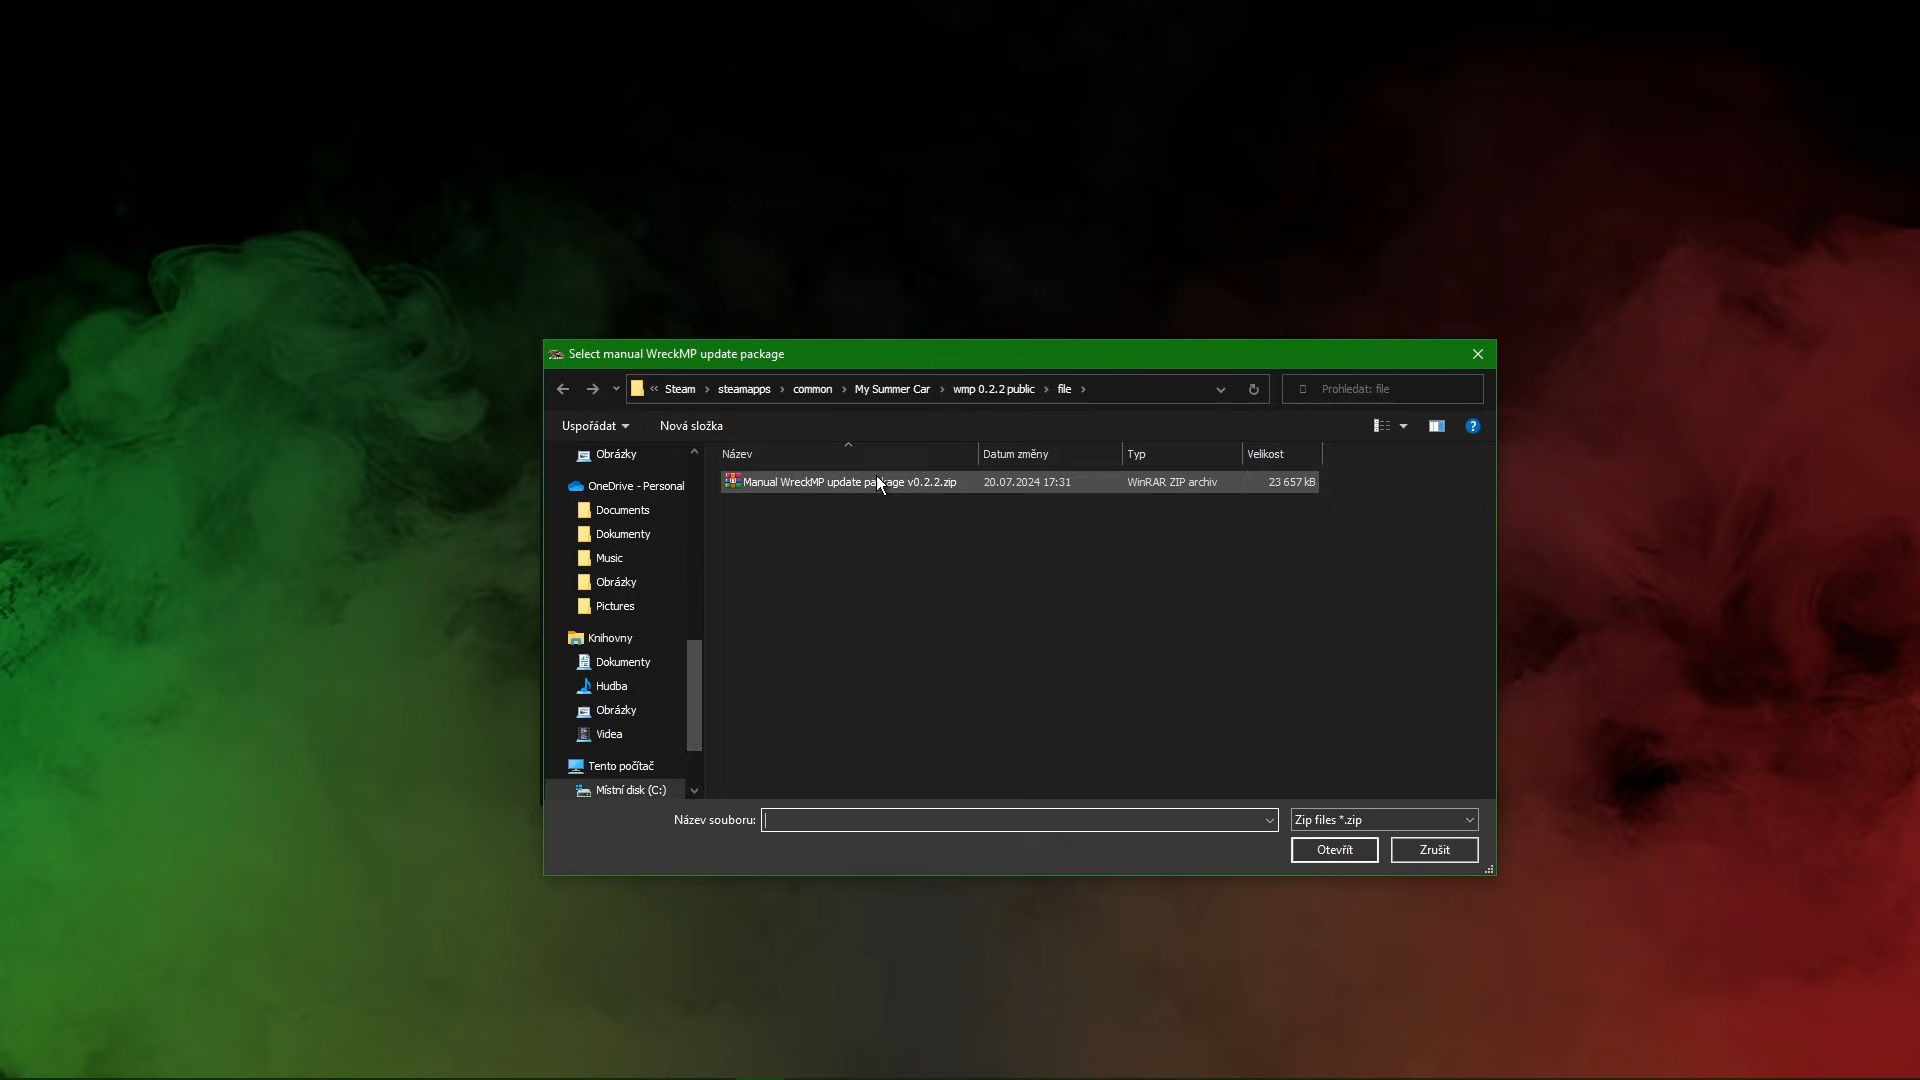 Select manual WreckMP update package
« Steam › steamapps › common › My Summer Car › wmp 0.2.2 public › file ›
Prohledat: file
Uspořádat
Nová složka
?
Název
Datum změny
Typ
Velikost
Manual WreckMP update package v0.2.2.zip
20.07.2024 17:31
WinRAR ZIP archiv
23 657 kB
Obrázky
OneDrive - Personal
Documents
Dokumenty
Music
Obrázky
Pictures
Knihovny
Dokumenty
Hudba
Obrázky
Videa
Tento počítač
Místní disk (C:)
Název souboru:
Zip files *.zip
Otevřít
Zrušit